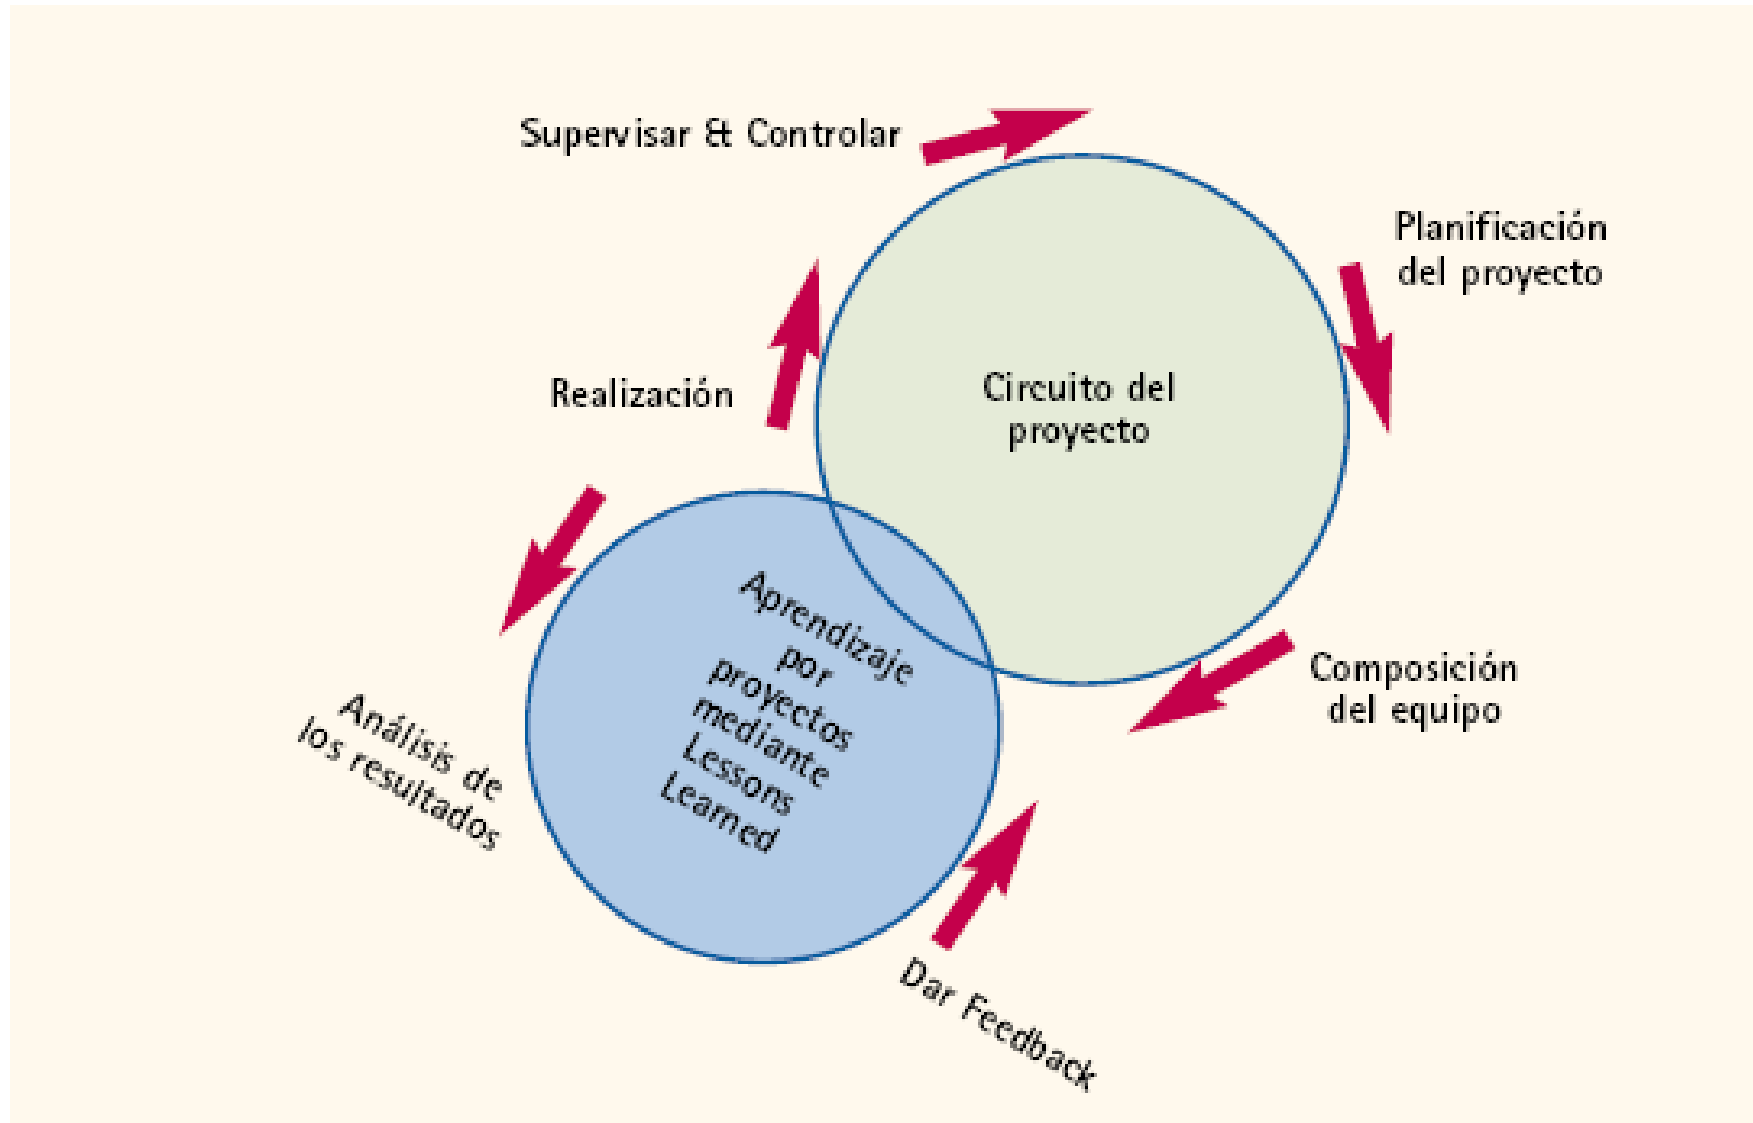 Supervisar & Controlar
Planificación
del proyecto
Circuito del
proyecto
Realización
Aprendizaje
por
proyectos
mediante
Lessons
Learned
Composición
del equipo
Análisis de
los resultados
Dar Feedback